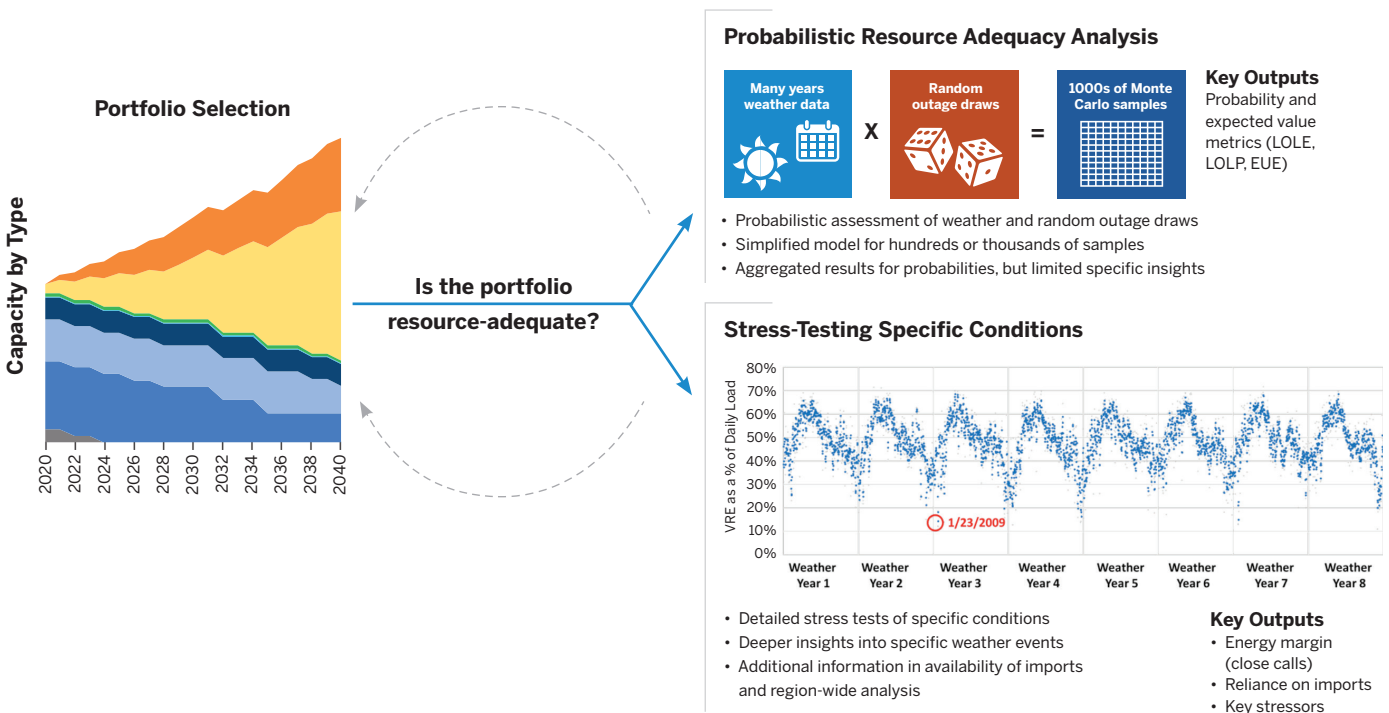 Portfolio Selection
Capacity by Type
2020
2022
2024
2026
2028
2030
2032
2034
2036
2038
2040
Is the portfolio
resource-adequate?
Probabilistic Resource Adequacy Analysis
Many years
weather data
X
Random
outage draws
=
1000s of Monte
Carlo samples
Key Outputs
Probability and
expected value
metrics (LOLE,
LOLP, EUE)
• Probabilistic assessment of weather and random outage draws
• Simplified model for hundreds or thousands of samples
• Aggregated results for probabilities, but limited specific insights
Stress-Testing Specific Conditions
VRE as a % of Daily Load
80%
70%
60%
50%
40%
30%
20%
10%
0%
1/23/2009
Weather
Year 1
Weather
Year 2
Weather
Year 3
Weather
Year 4
Weather
Year 5
Weather
Year 6
Weather
Year 7
Weather
Year 8
• Detailed stress tests of specific conditions
• Deeper insights into specific weather events
• Additional information in availability of imports
and region-wide analysis
Key Outputs
• Energy margin
(close calls)
• Reliance on imports
• Key stressors